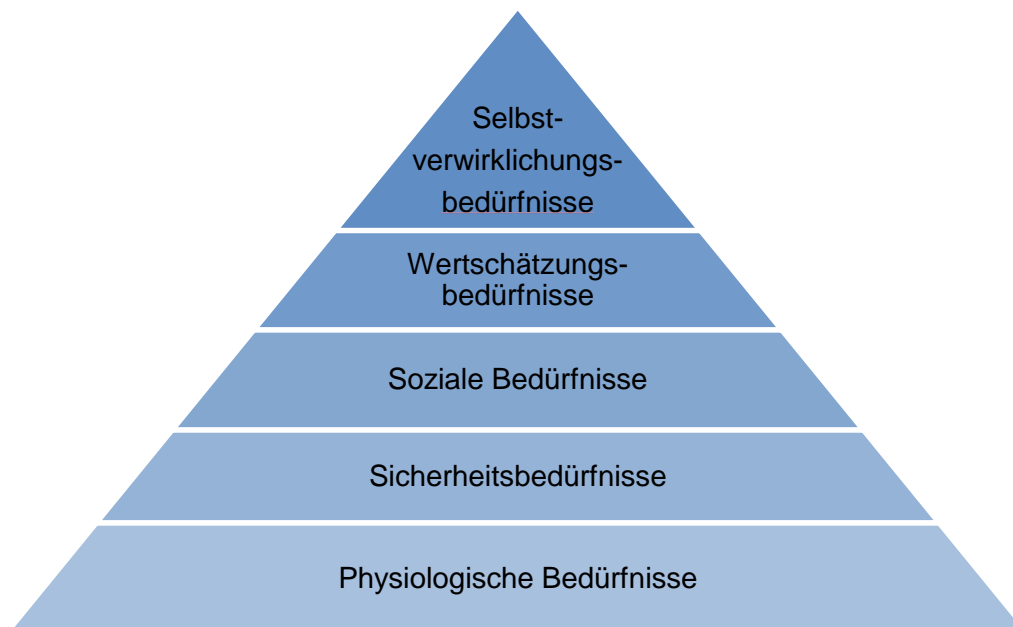 Selbst-
verwirklichungs-
bedürfnisse
Wertschätzungs-
bedürfnisse
Soziale Bedürfnisse
Sicherheitsbedürfnisse
Physiologische Bedürfnisse